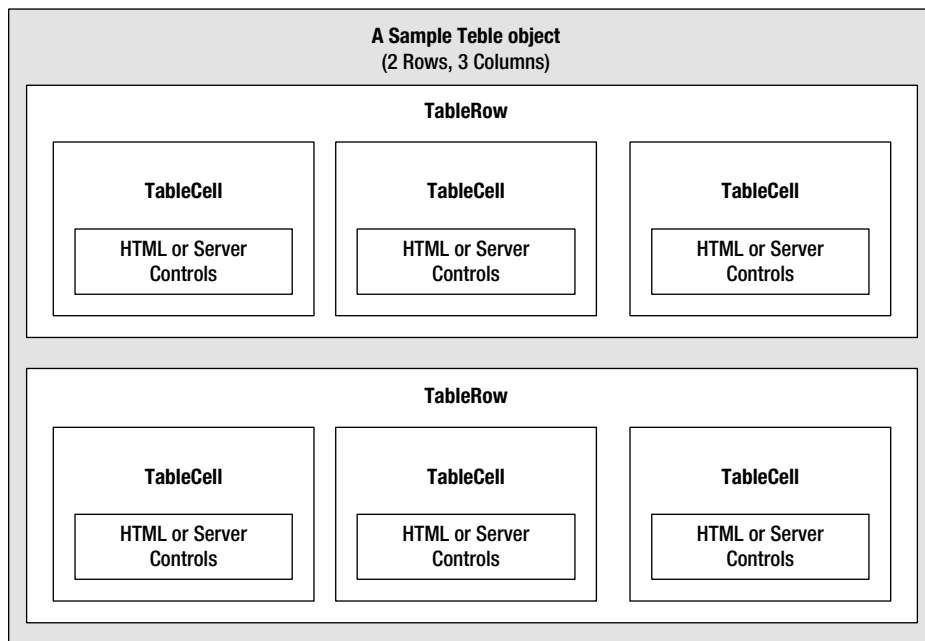 A Sample Teble object
(2 Rows, 3 Columns)
TableRow
TableCell
HTML or Server
Controls
TableCell
HTML or Server
Controls
TableCell
HTML or Server
Controls
TableRow
TableCell
HTML or Server
Controls
TableCell
HTML or Server
Controls
TableCell
HTML or Server
Controls